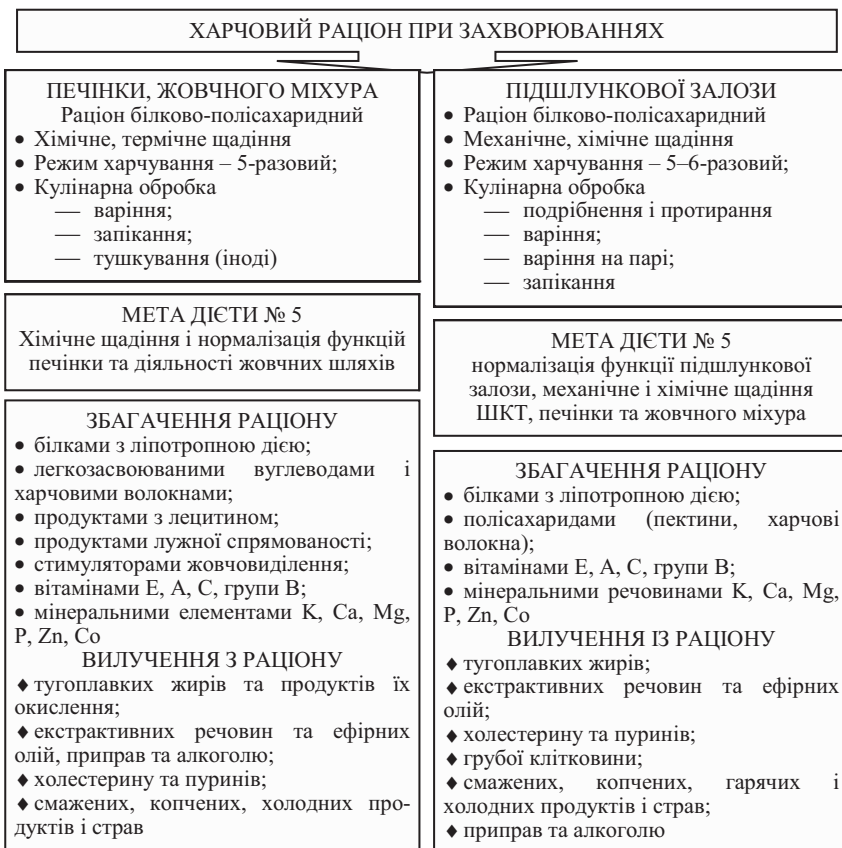 ХАРЧОВИЙ РАЦІОН ПРИ ЗАХВОРЮВАННЯХ
ПЕЧІНКИ, ЖОВЧНОГО МІХУРА
Раціон білково-полісахаридний
• Хімічне, термічне щадіння
• Режим харчування – 5-разовий;
• Кулінарна обробка
— варіння;
— запікання;
— тушкування (іноді)
МЕТА ДІЄТИ № 5
Хімічне щадіння і нормалізація функцій
печінки та діяльності жовчних шляхів
ЗБАГАЧЕННЯ РАЦІОНУ
• білками з ліпотропною дією;
• легкозасвоюваними вуглеводами і
харчовими волокнами;
• продуктами з лецитином;
• продуктами лужної спрямованості;
• стимуляторами жовчовиділення;
• вітамінами Е, А, С, групи В;
• мінеральними елементами K, Ca, Mg,
P, Zn, Co
ВИЛУЧЕННЯ З РАЦІОНУ
♦ тугоплавких жирів та продуктів їх
окислення;
♦ екстрактивних речовин та ефірних
олій, приправ та алкоголю;
♦ холестерину та пуринів;
♦ смажених, копчених, холодних про-
дуктів і страв
ПІДШЛУНКОВОЇ ЗАЛОЗИ
• Раціон білково-полісахаридний
• Механічне, хімічне щадіння
• Режим харчування – 5–6-разовий;
• Кулінарна обробка
— подрібнення і протирання
— варіння;
— варіння на парі;
— запікання
МЕТА ДІЄТИ № 5
нормалізація функції підшлункової
залози, механічне і хімічне щадіння
ШКТ, печінки та жовчного міхура
ЗБАГАЧЕННЯ РАЦІОНУ
• білками з ліпотропною дією;
• полісахаридами (пектини, харчові
волокна);
• вітамінами Е, А, С, групи В;
• мінеральними речовинами K, Ca, Mg,
P, Zn, Co
ВИЛУЧЕННЯ ІЗ РАЦІОНУ
♦ тугоплавких жирів;
♦ екстрактивних речовин та ефірних
олій;
♦ холестерину та пуринів;
♦ грубої клітковини;
♦ смажених, копчених, гарячих і
холодних продуктів і страв;
♦ приправ та алкоголю